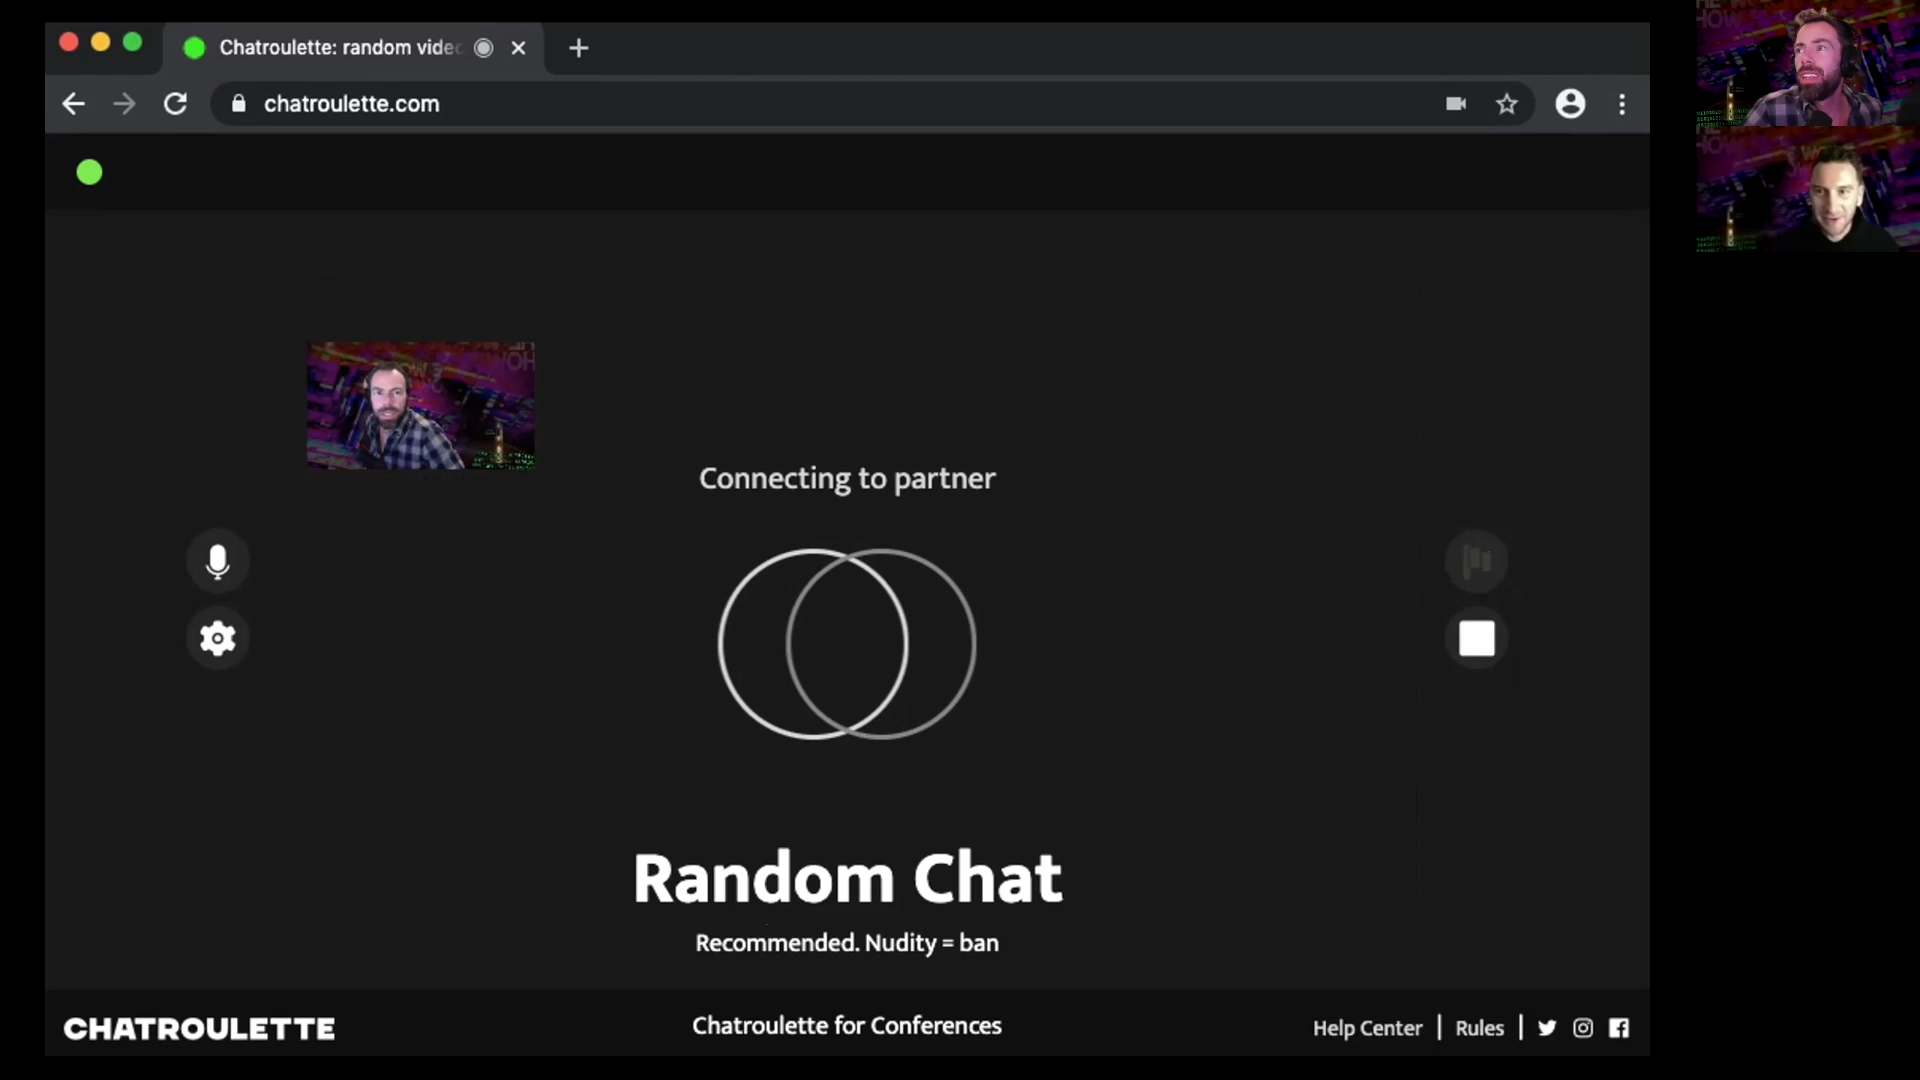 Chatroulette: random vide
chatroulette.com
Connecting to partner
Random Chat
Recommended. Nudity = ban
CHATROULETTE
Chatroulette for Conferences
Help Center | Rules |